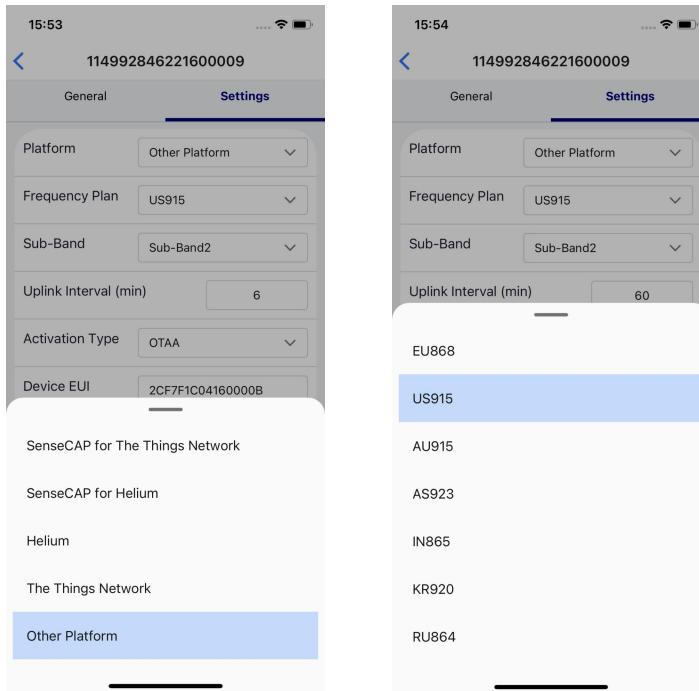 15:53
114992846221600009
General Settings
Platform Other Platform
Frequency Plan US915
Sub-Band Sub-Band2
Uplink Interval (min) 6
Activation Type OTAA
Device EUI 2CF7F1C04160000B
SenseCAP for The Things Network
SenseCAP for Helium
Helium
The Things Network
Other Platform
15:54
114992846221600009
General Settings
Platform Other Platform
Frequency Plan US915
Sub-Band Sub-Band2
Uplink Interval (min) 60
EU868
US915
AU915
AS923
IN865
KR920
RU864